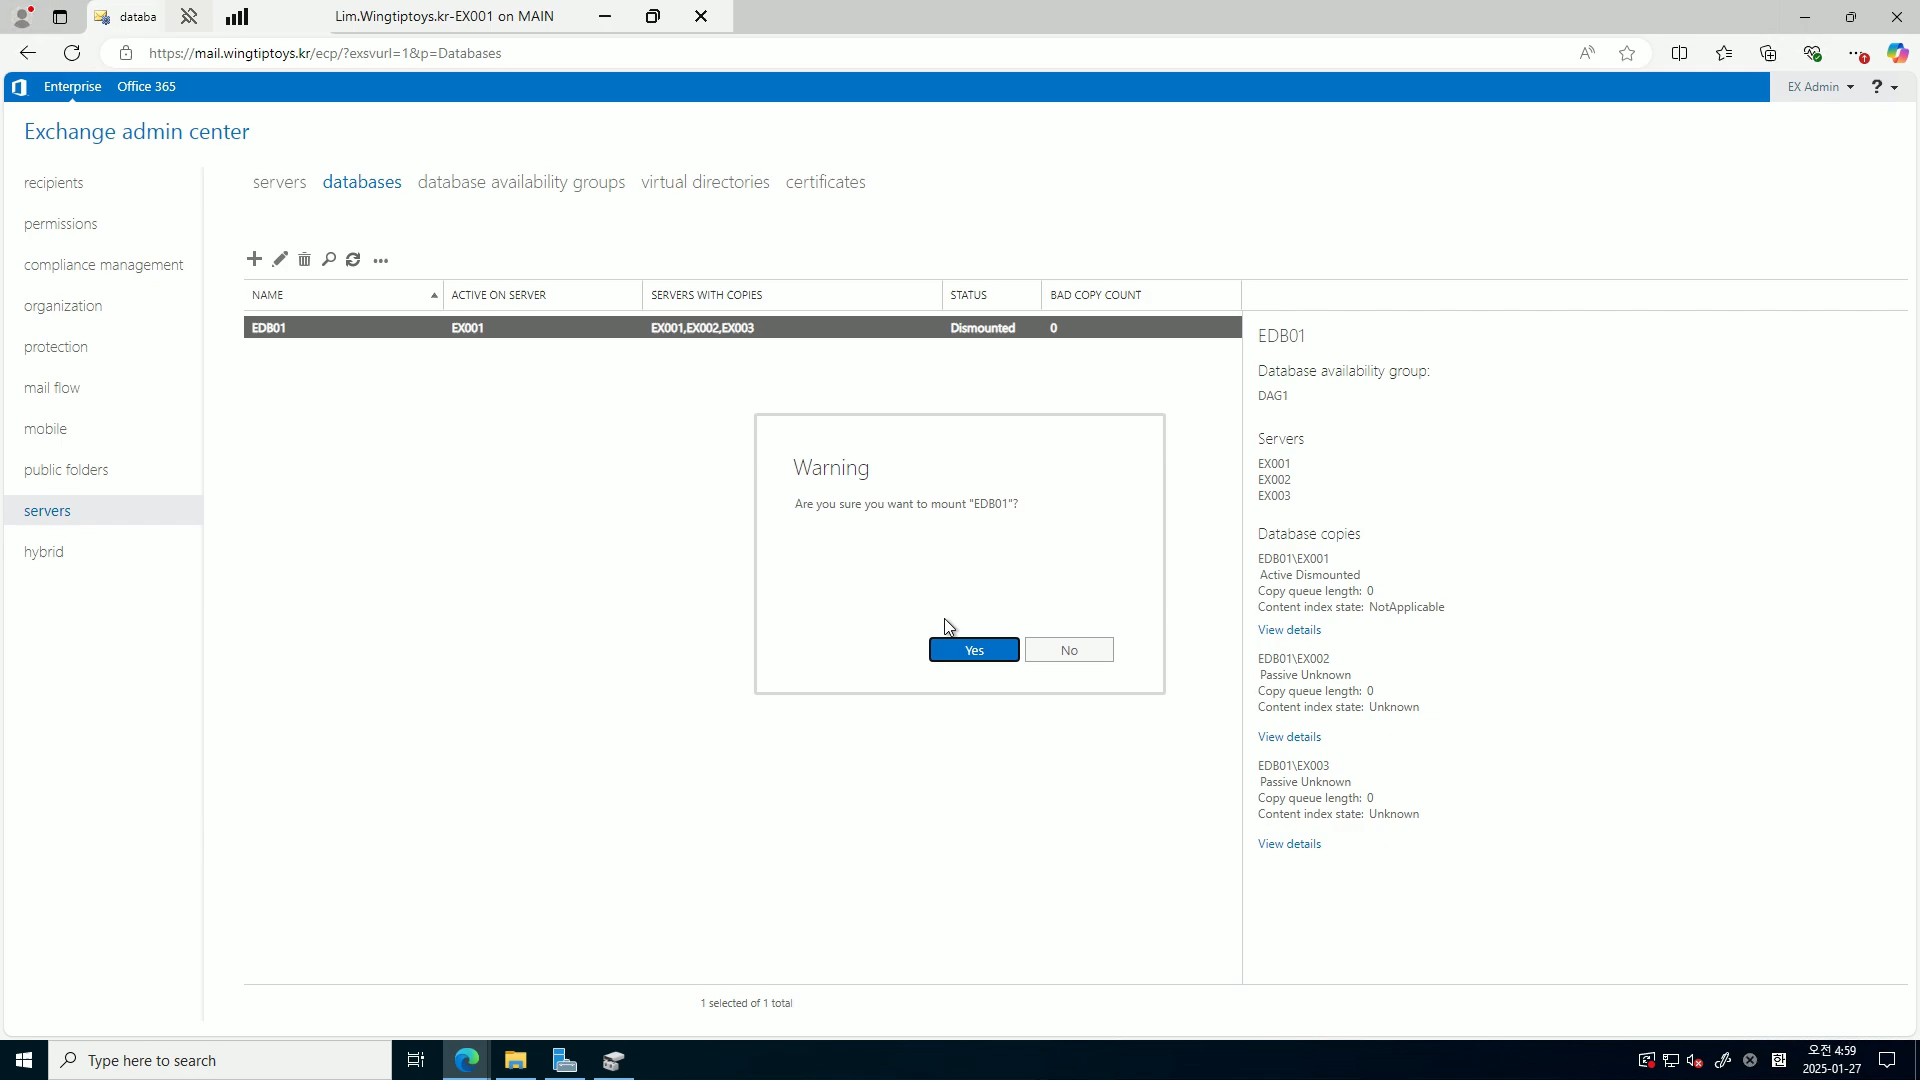 databa
Lim.Wingtiptoys.kr-EX001 on MAIN
https://mail.wingtiptoys.kr/ecp/?exsvurl=1&p=Databases
Enterprise Office 365
EX Admin
?
Exchange admin center
recipients
permissions
compliance management
organization
protection
mail flow
mobile
public folders
servers
hybrid
servers databases database availability groups virtual directories certificates
NAME ACTIVE ON SERVER SERVERS WITH COPIES STATUS BAD COPY COUNT
EDB01 EX001 EX001,EX002,EX003 Dismounted 0
Warning
Are you sure you want to mount "EDB01"?
Yes No
EDB01
Database availability group:
DAG1
Servers
EX001
EX002
EX003
Database copies
EDB01\EX001
Active Dismounted
Copy queue length: 0
Content index state: NotApplicable
View details
EDB01\EX002
Passive Unknown
Copy queue length: 0
Content index state: Unknown
View details
EDB01\EX003
Passive Unknown
Copy queue length: 0
Content index state: Unknown
View details
1 selected of 1 total
Type here to search
한
오전 4:59
2025-01-27